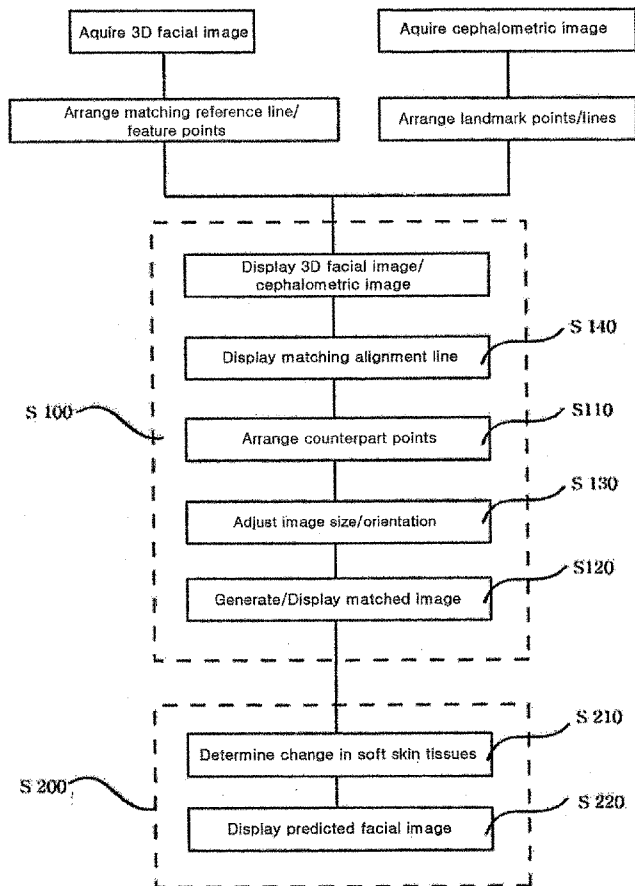 Aquire 3D facial image
Aquire cephalometric image
Arrange matching reference line/
feature points
Arrange landmark points/lines
Display 3D facial image/
cephalometric image
S 140
Display matching alignment line
S 100
S110
Arrange counterpart points
S 130
Adjust image size/orientation
S120
Generate/Display matched image
S 210
Determine change in soft skin tissues
S 200
S 220
Display predicted facial image